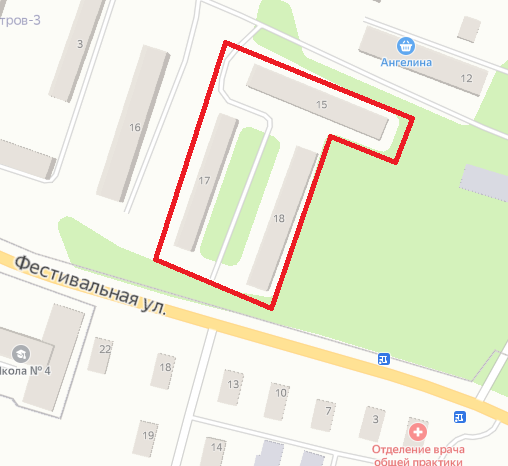 тров-3
3
Ангелина
12
15
16
17
18
Фестивальная ул.
22
кола № 4
18
13
10
7
3
19
14
Отделение врача
общей практики